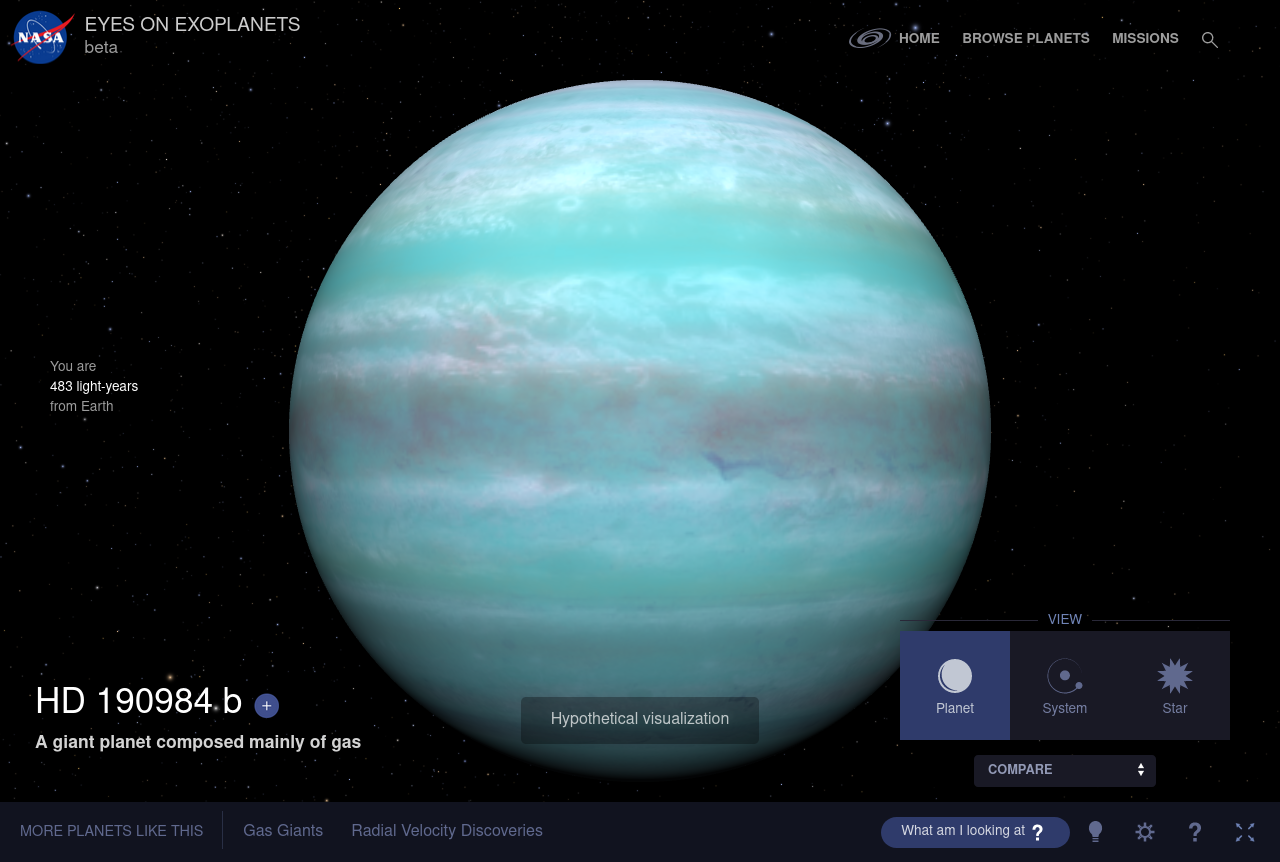 NASA
EYES ON EXOPLANETS
beta
HOME
BROWSE PLANETS
MISSIONS
You are
483 light-years
from Earth
HD 190984 b +
A giant planet composed mainly of gas
Hypothetical visualization
VIEW
Planet
System
Star
COMPARE
MORE PLANETS LIKE THIS
Gas Giants
Radial Velocity Discoveries
What am I looking at ?
?